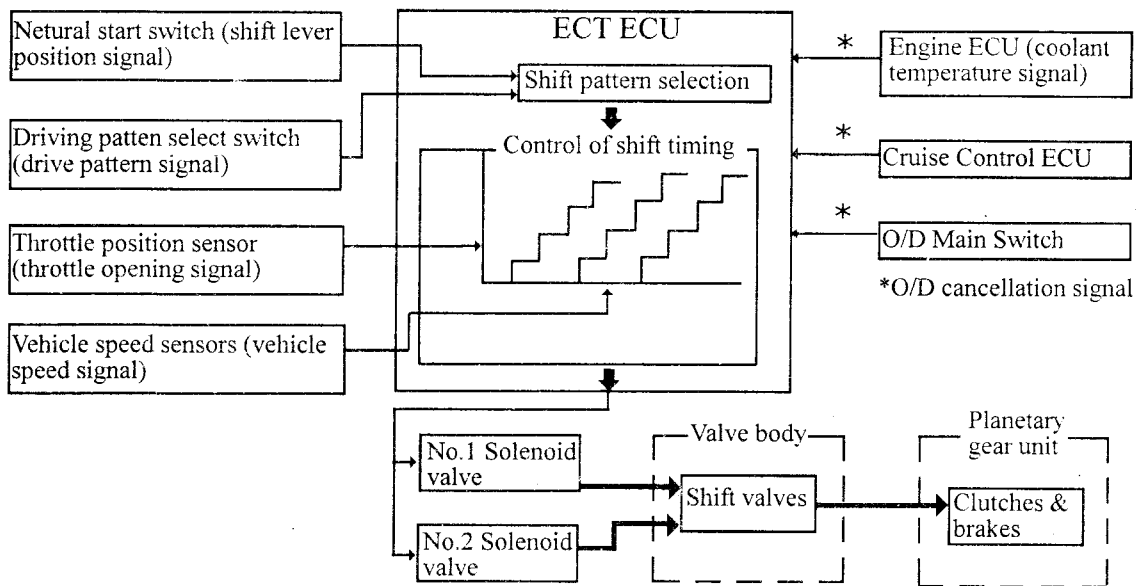 Netural start switch (shift lever
position signal)
Driving patten select switch
(drive pattern signal)
Throttle position sensor
(throttle opening signal)
Vehicle speed sensors (vehicle
speed signal)
ECT ECU
Shift pattern selection
Control of shift timing
*
Engine ECU (coolant
temperature signal)
*
Cruise Control ECU
*
O/D Main Switch
*O/D cancellation signal
No.1 Solenoid
valve
No.2 Solenoid
valve
Valve body
Shift valves
Planetary
gear unit
Clutches &
brakes